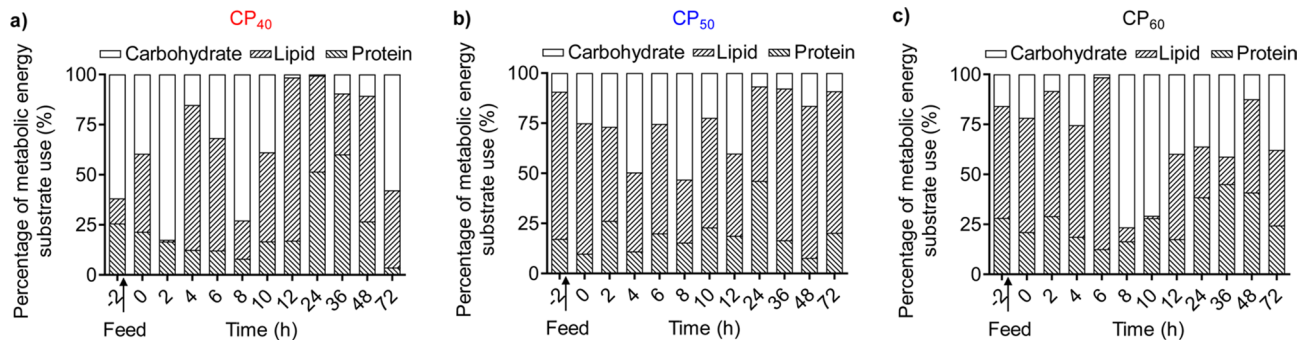 a)
CP40
Carbohydrate Lipid Protein
Percentage of metabolic energy
substrate use (%)
100
75
50
25
0
-2 0 2 4 6 8 10 12 24 36 48 72
Feed Time (h)
b)
CP50
Carbohydrate Lipid Protein
Percentage of metabolic energy
substrate use (%)
100
75
50
25
0
-2 0 2 4 6 8 10 12 24 36 48 72
Feed Time (h)
c)
CP60
Carbohydrate Lipid Protein
Percentage of metabolic energy
substrate use (%)
100
75
50
25
0
-2 0 2 4 6 8 10 12 24 36 48 72
Feed Time (h)